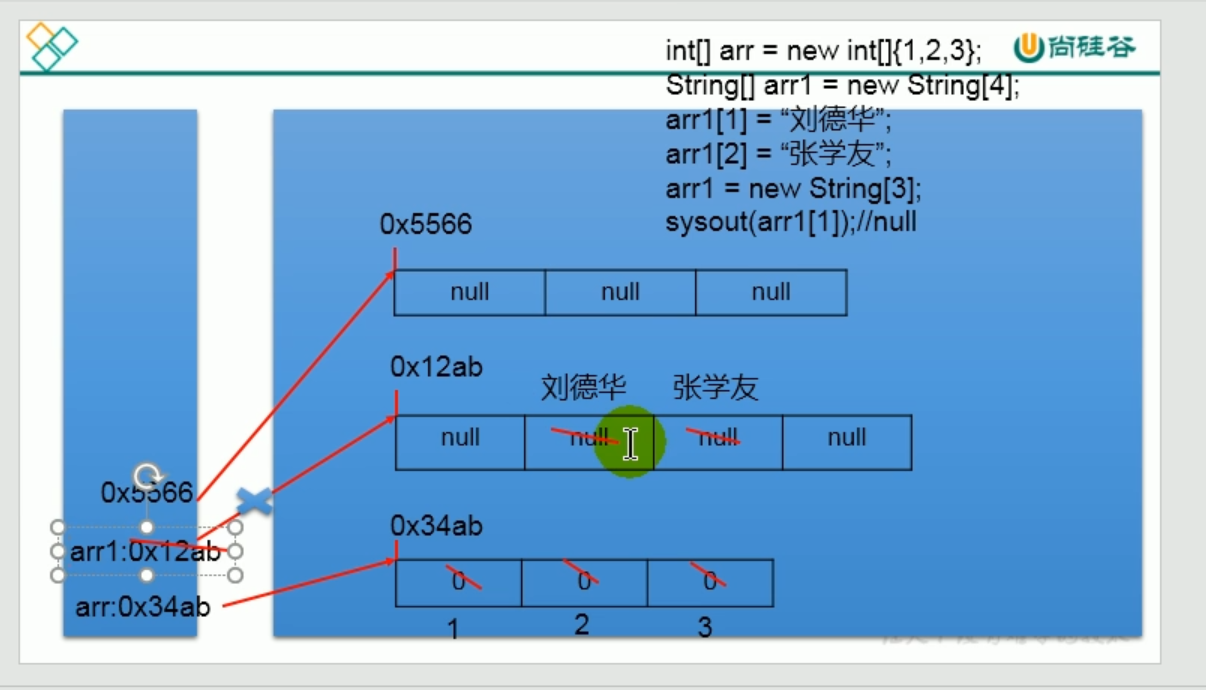 int[] arr = new int[]{1,2,3};
尚硅谷
String[] arr1 = new String[4];
arr1[1] = “刘德华”;
arr1[2] = “张学友”;
arr1 = new String[3];
sysout(arr1[1]);//null
0x5566
null null null
0x12ab
刘德华 张学友
null null null null
0x5566
0x34ab
arr1:0x12ab
0 0 0
arr:0x34ab
1 2 3